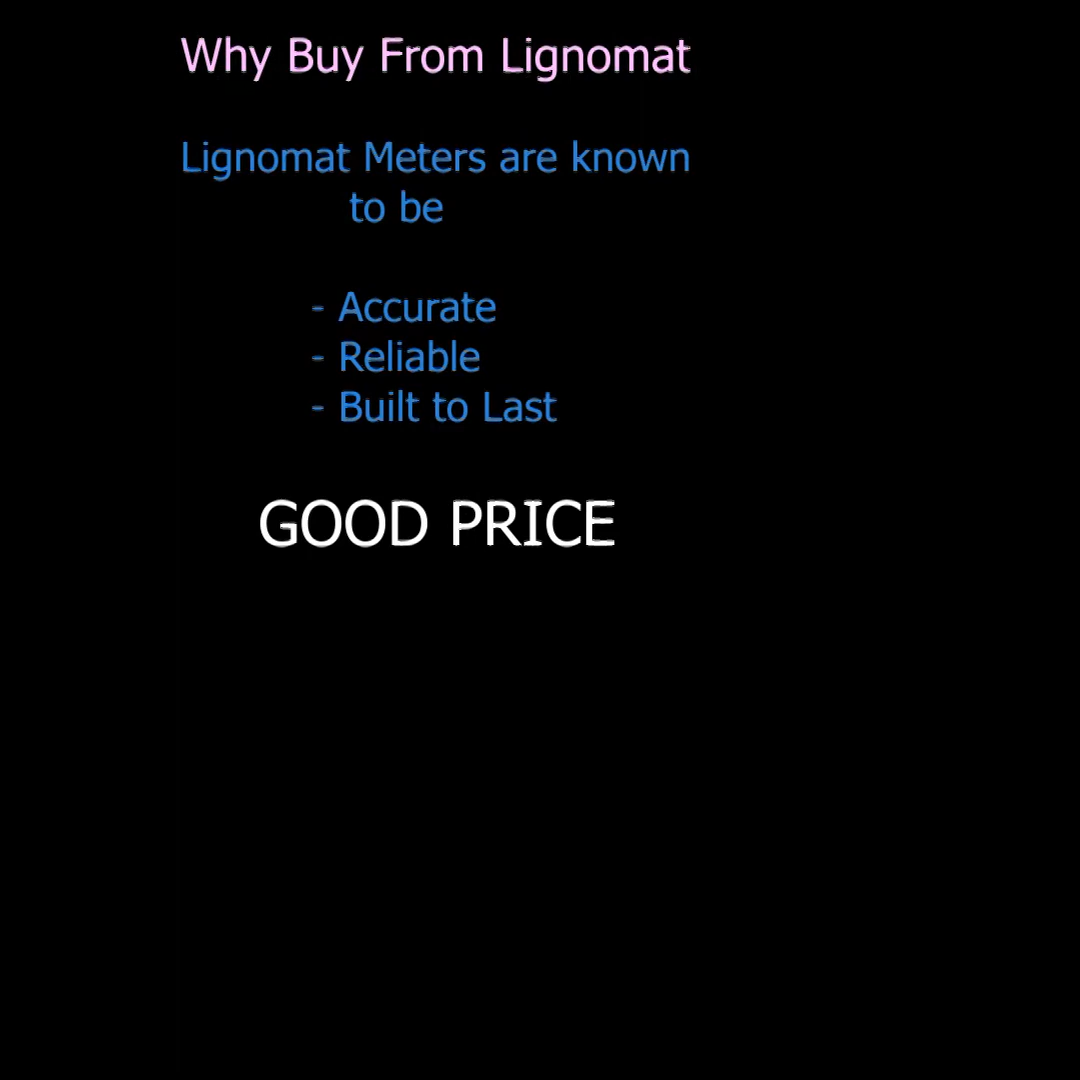 Why Buy From Lignomat
Lignomat Meters are known
to be
- Accurate
- Reliable
- Built to Last
GOOD PRICE